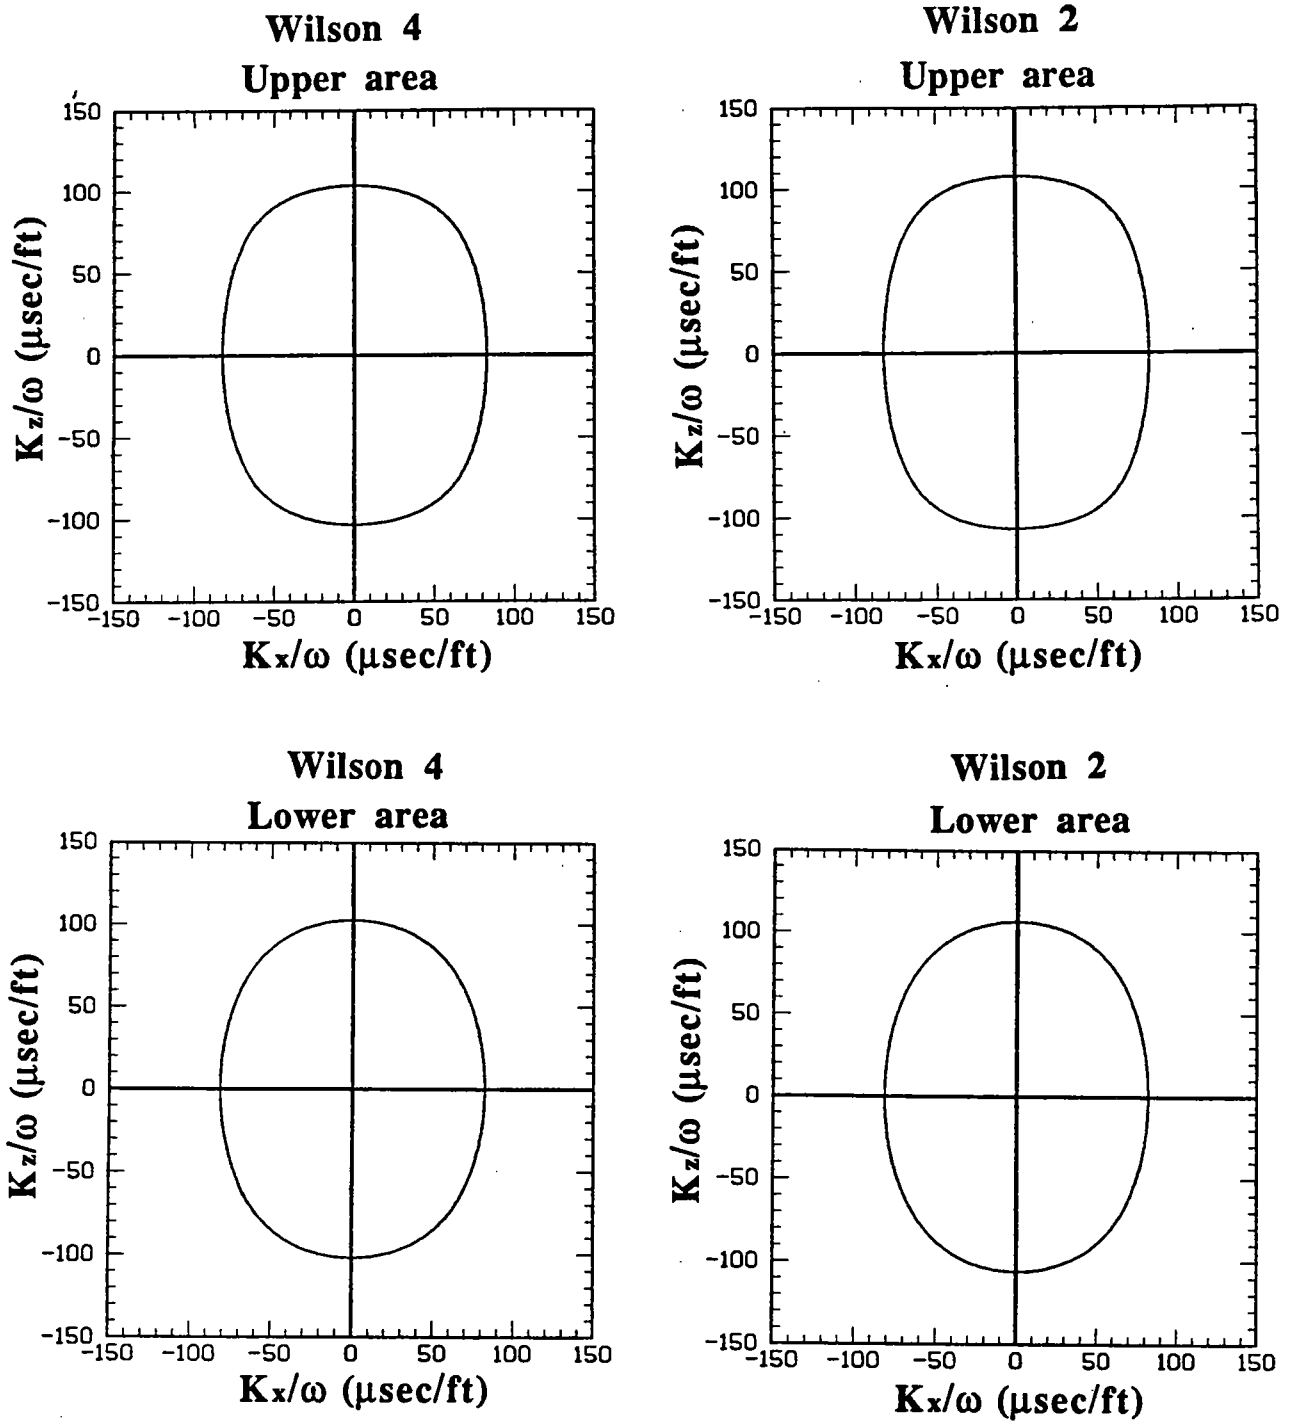 Wilson 4
Upper area
150
100
50
0
-50
-100
-150
-150 -100 -50 0 50 100 150
Kz/ω (μsec/ft)
Kx/ω (μsec/ft)
Wilson 2
Upper area
150
100
50
0
-50
-100
-150
-150 -100 -50 0 50 100 150
Kz/ω (μsec/ft)
Kx/ω (μsec/ft)
Wilson 4
Lower area
150
100
50
0
-50
-100
-150
-150 -100 -50 0 50 100 150
Kz/ω (μsec/ft)
Kx/ω (μsec/ft)
Wilson 2
Lower area
150
100
50
0
-50
-100
-150
-150 -100 -50 0 50 100 150
Kz/ω (μsec/ft)
Kx/ω (μsec/ft)